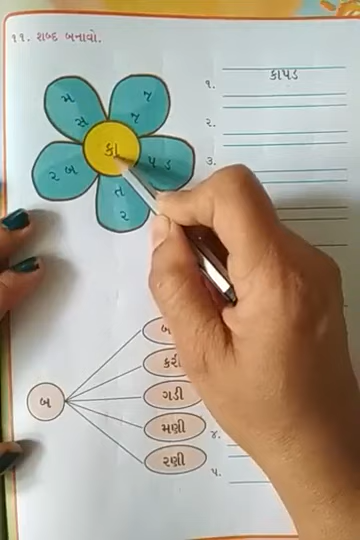 ૧૧. શબ્દ બનાવો.
મ
સ
ન
ન
કા
ર બ
પ ડ
ત
ર
૧. કાપડ
૨.
૩.
બ
કરી
ગડી
મણી
રણી
૪.
૫.